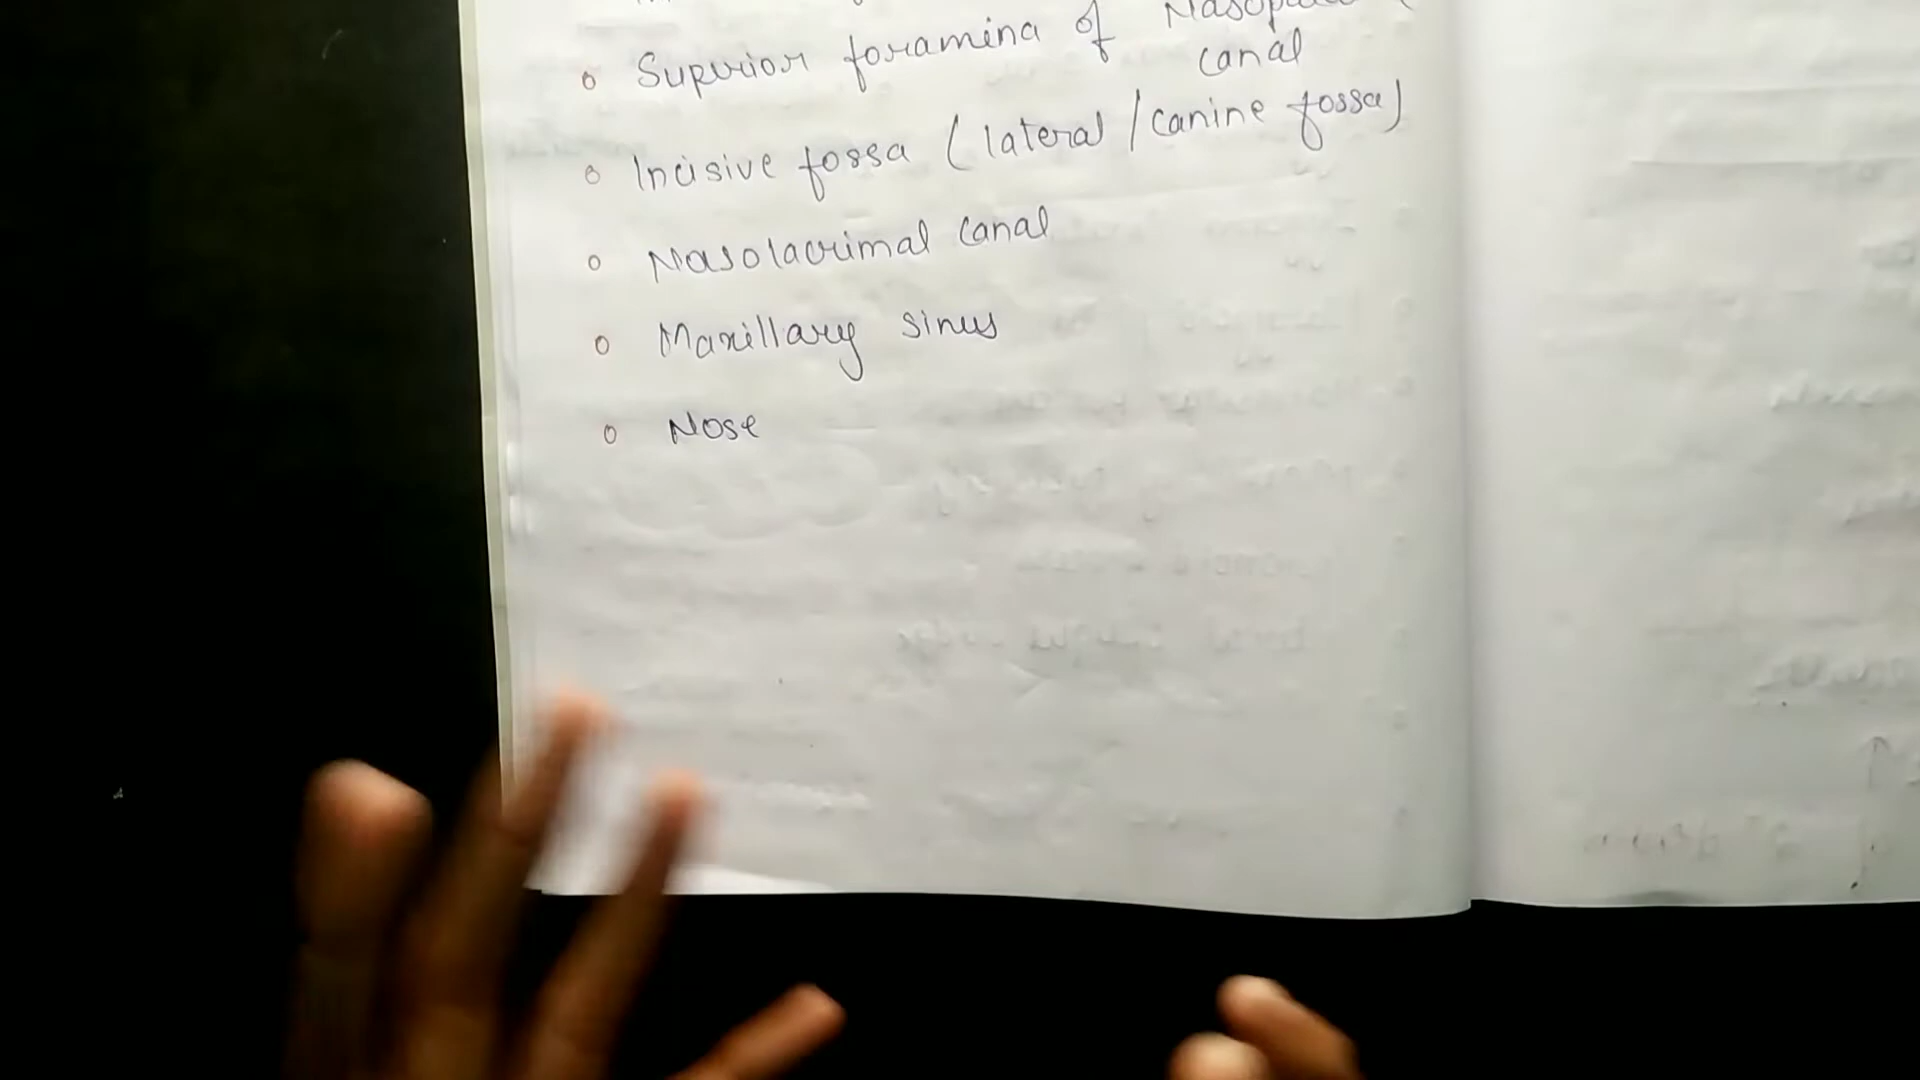 Superior foramina of
canal
Incisive fossa (lateral / canine fossa)
Nasolacrimal canal
Maxillary sinus
Nose